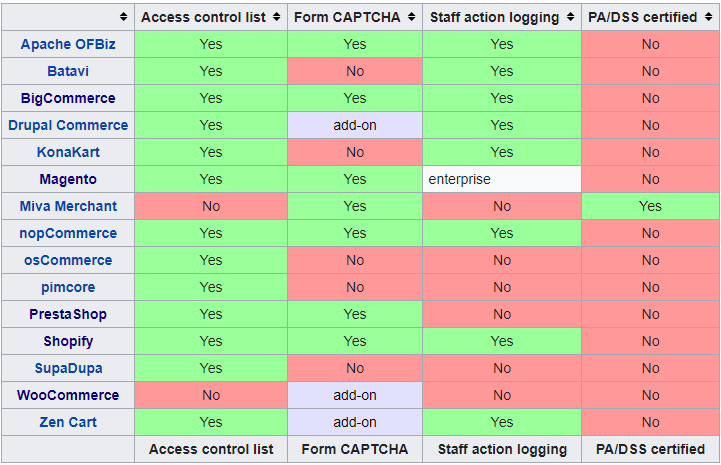 Access control list Form CAPTCHA Staff action logging PA/DSS certified
Apache OFBiz Yes Yes Yes No
Batavi Yes No Yes No
BigCommerce Yes Yes Yes No
Drupal Commerce Yes add-on Yes No
KonaKart Yes No Yes No
Magento Yes Yes enterprise No
Miva Merchant No Yes No Yes
nopCommerce Yes Yes Yes No
osCommerce Yes No No No
pimcore Yes No No No
PrestaShop Yes Yes No No
Shopify Yes Yes Yes No
SupaDupa Yes No No No
WooCommerce No add-on No No
Zen Cart Yes add-on Yes No
Access control list Form CAPTCHA Staff action logging PA/DSS certified